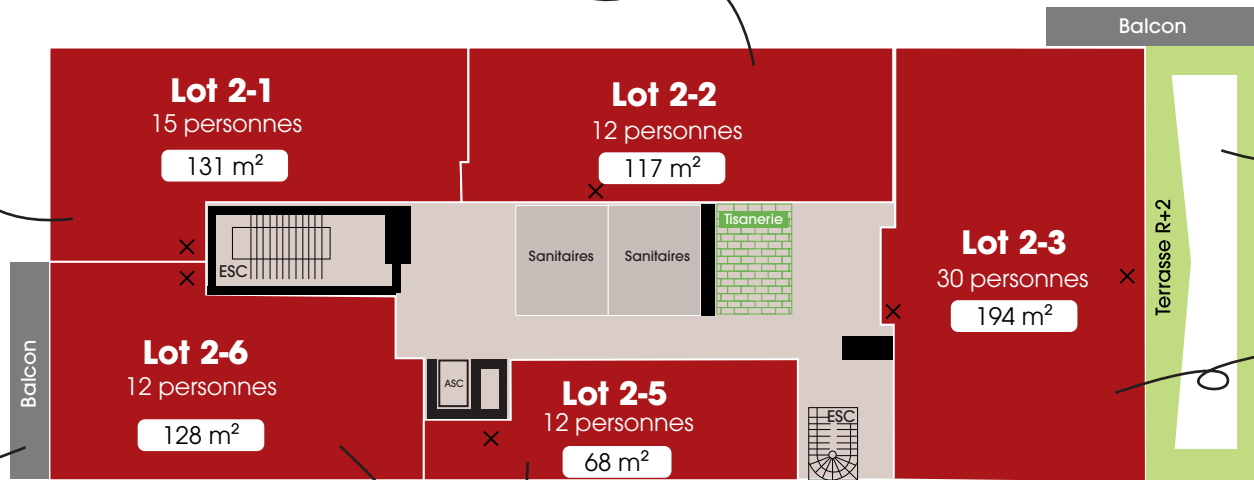 Balcon
Lot 2-1
15 personnes
131 m²
Lot 2-2
12 personnes
117 m²
Lot 2-3
30 personnes
194 m²
Terrasse R+2
Tisanerie
Sanitaires
Sanitaires
ESC
Balcon
Lot 2-6
12 personnes
128 m²
ASC
Lot 2-5
12 personnes
68 m²
ESC